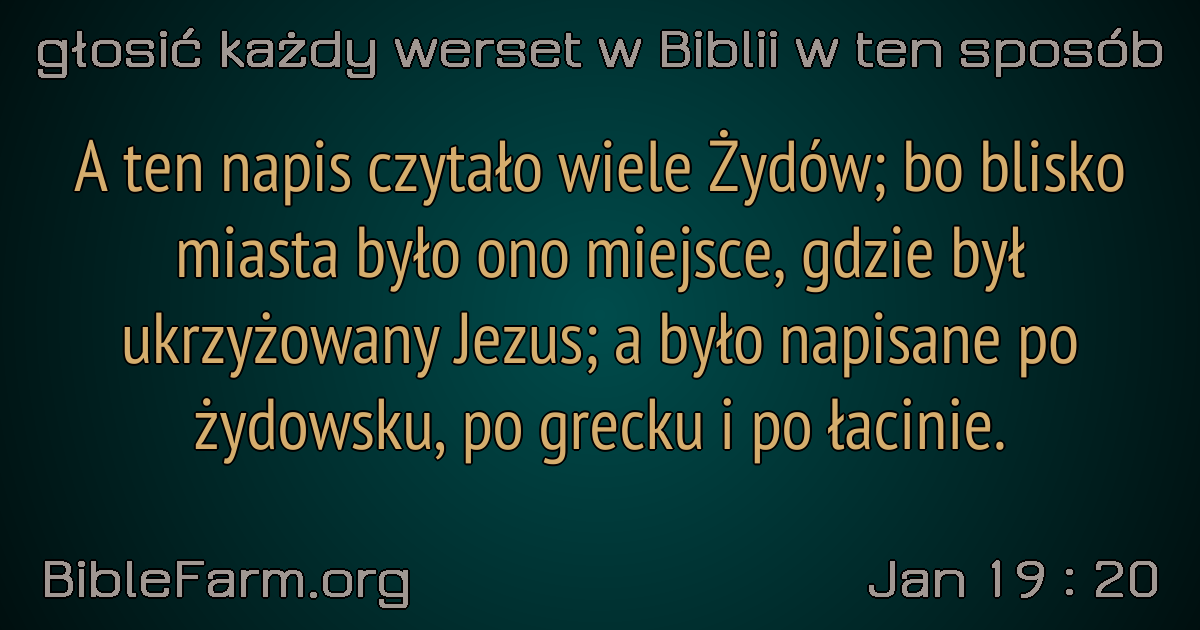 głosić każdy werset w Biblii w ten sposób
A ten napis czytało wiele Żydów; bo blisko
miasta było ono miejsce, gdzie był
ukrzyżowany Jezus; a było napisane po
żydowsku, po grecku i po łacinie.
BibleFarm.org
Jan 19 : 20